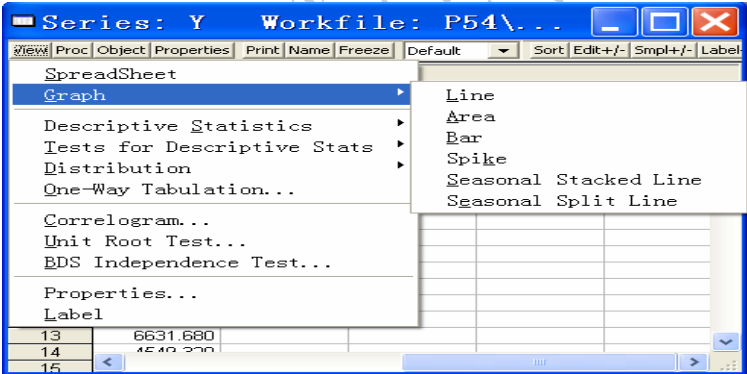 Series: Y Workfile: P54\...
View Proc Object Properties Print Name Freeze Default Sort Edit+/- Smpl+/- Label
SpreadSheet
Graph
Descriptive Statistics
Tests for Descriptive Stats
Distribution
One-Way Tabulation...
Correlogram...
Unit Root Test...
BDS Independence Test...
Properties...
Label
Line
Area
Bar
Spike
Seasonal Stacked Line
Seasonal Split Line
13 6631.680
14
15